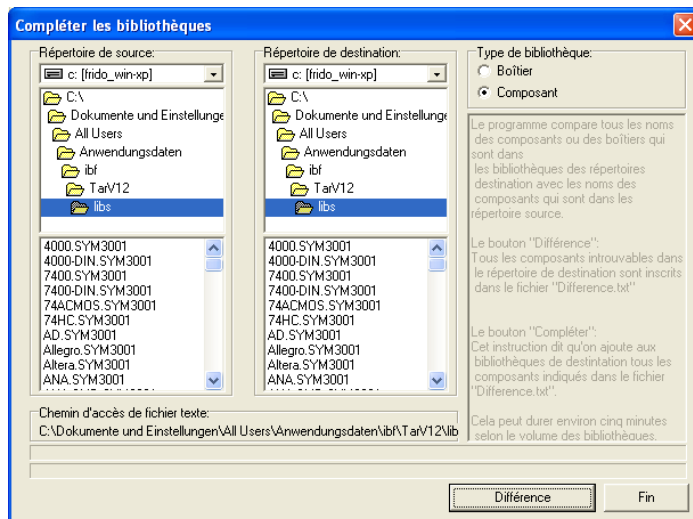 Compléter les bibliothèques
Répertoire de source:
c: [frido_win-xp]
C:\
Dokumente und Einstellunge
All Users
Anwendungsdaten
ibf
TarV12
libs
4000.SYM3001
4000-DIN.SYM3001
7400.SYM3001
7400-DIN.SYM3001
74ACMOS.SYM3001
74HC.SYM3001
AD.SYM3001
Allegro.SYM3001
Altera.SYM3001
ANA.SYM3001
Répertoire de destination:
c: [frido_win-xp]
C:\
Dokumente und Einstellunge
All Users
Anwendungsdaten
ibf
TarV12
libs
4000.SYM3001
4000-DIN.SYM3001
7400.SYM3001
7400-DIN.SYM3001
74ACMOS.SYM3001
74HC.SYM3001
AD.SYM3001
Allegro.SYM3001
Altera.SYM3001
ANA.SYM3001
Type de bibliothèque:
Boîtier
Composant
Le programme compare tous les noms
des composants ou des boîtiers qui
sont dans
les bibliothèques des répertoires
destination avec les noms des
composants qui sont dans les
répertoire source.
Le bouton "Différence":
Tous les composants introuvables dans
le répertoire de destination sont inscrits
dans le fichier "Difference.txt"
Le bouton "Compléter":
Cet instruction dit qu'on ajoute aux
bibliothèques de destintation tous les
composants indiqués dans le fichier
"Difference.txt".
Cela peut durer environ cinq minutes
selon le volume des bibliothèques.
Chemin d'accès de fichier texte:
C:\Dokumente und Einstellungen\All Users\Anwendungsdaten\ibf\TarV12\lib
Différence
Fin